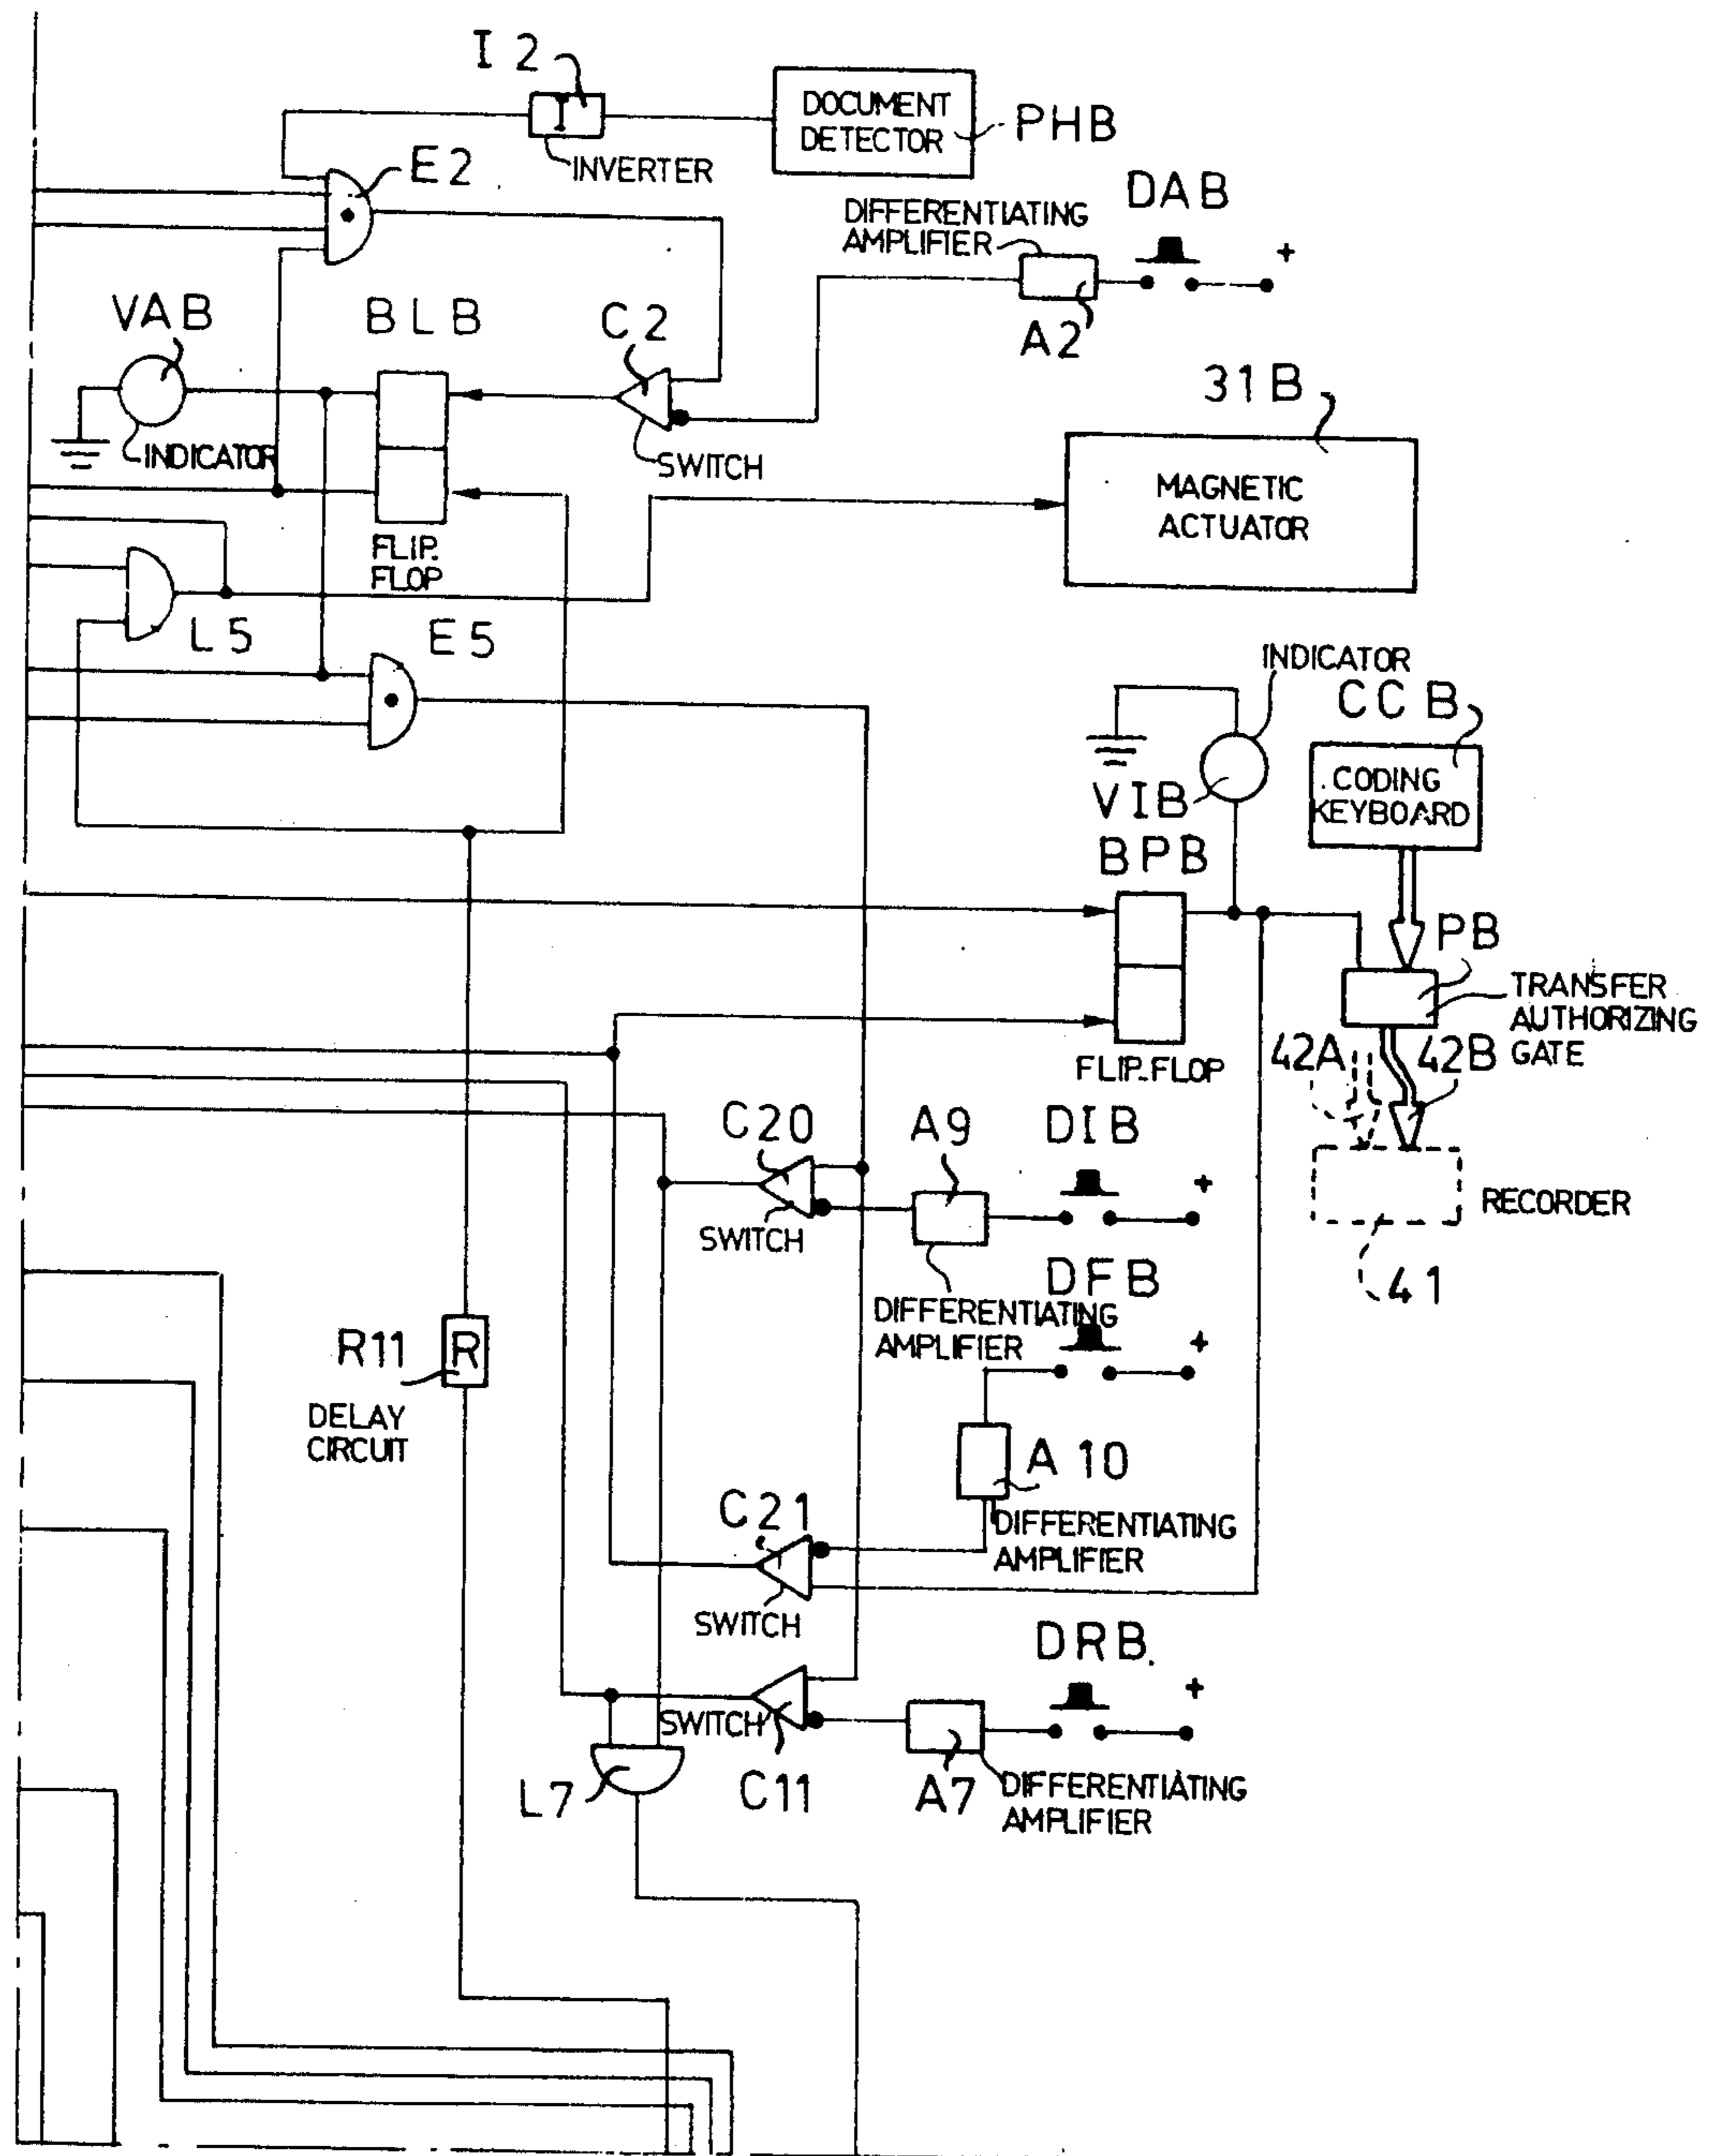 I 2
DOCUMENT
DETECTOR
PHB
I
INVERTER
E2
DAB
DIFFERENTIATING
AMPLIFIER
+
A2
VAB
BLB
C2
31B
INDICATOR
SWITCH
MAGNETIC
ACTUATOR
FLIP-
FLOP
L5
E5
INDICATOR
CCB
CODING
KEYBOARD
VIB
BPB
PB
TRANSFER
AUTHORIZING
GATE
42A
42B
FLIP-FLOP
C20
A9
DIB
+
SWITCH
RECORDER
41
DFB
DIFFERENTIATING
AMPLIFIER
+
R11
R
DELAY
CIRCUIT
A 10
C21
DIFFERENTIATING
AMPLIFIER
SWITCH
DRB.
+
SWITCH
L7
C11
A7
DIFFERENTIATING
AMPLIFIER